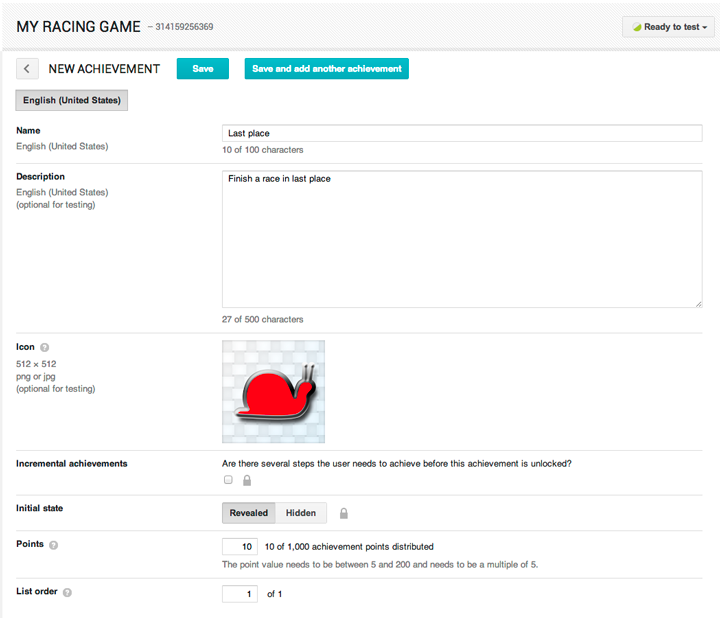 MY RACING GAME – 314159256369
Ready to test
NEW ACHIEVEMENT
Save
Save and add another achievement
English (United States)
Name
English (United States)
Last place
10 of 100 characters
Description
English (United States)
(optional for testing)
Finish a race in last place
27 of 500 characters
Icon ?
512 × 512
png or jpg
(optional for testing)
Incremental achievements
Are there several steps the user needs to achieve before this achievement is unlocked?
Initial state
Revealed
Hidden
Points ?
10 10 of 1,000 achievement points distributed
The point value needs to be between 5 and 200 and needs to be a multiple of 5.
List order ?
1 of 1